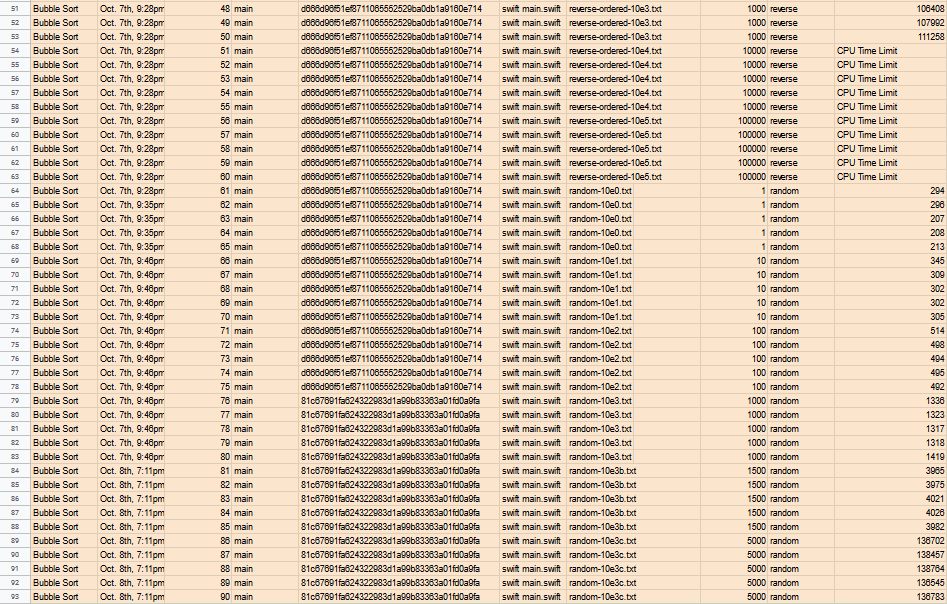 51 Bubble Sort Oct. 7th, 9:28pm 48 main d666d96f51ef8711065552529ba0db1a9160e714 swift main.swift reverse-ordered-10e3.txt 1000 reverse 106408
52 Bubble Sort Oct. 7th, 9:28pm 49 main d666d96f51ef8711065552529ba0db1a9160e714 swift main.swift reverse-ordered-10e3.txt 1000 reverse 107992
53 Bubble Sort Oct. 7th, 9:28pm 50 main d666d96f51ef8711065552529ba0db1a9160e714 swift main.swift reverse-ordered-10e3.txt 1000 reverse 111258
54 Bubble Sort Oct. 7th, 9:28pm 51 main d666d96f51ef8711065552529ba0db1a9160e714 swift main.swift reverse-ordered-10e4.txt 10000 reverse CPU Time Limit
55 Bubble Sort Oct. 7th, 9:28pm 52 main d666d96f51ef8711065552529ba0db1a9160e714 swift main.swift reverse-ordered-10e4.txt 10000 reverse CPU Time Limit
56 Bubble Sort Oct. 7th, 9:28pm 53 main d666d96f51ef8711065552529ba0db1a9160e714 swift main.swift reverse-ordered-10e4.txt 10000 reverse CPU Time Limit
57 Bubble Sort Oct. 7th, 9:28pm 54 main d666d96f51ef8711065552529ba0db1a9160e714 swift main.swift reverse-ordered-10e4.txt 10000 reverse CPU Time Limit
58 Bubble Sort Oct. 7th, 9:28pm 55 main d666d96f51ef8711065552529ba0db1a9160e714 swift main.swift reverse-ordered-10e4.txt 10000 reverse CPU Time Limit
59 Bubble Sort Oct. 7th, 9:28pm 56 main d666d96f51ef8711065552529ba0db1a9160e714 swift main.swift reverse-ordered-10e5.txt 100000 reverse CPU Time Limit
60 Bubble Sort Oct. 7th, 9:28pm 57 main d666d96f51ef8711065552529ba0db1a9160e714 swift main.swift reverse-ordered-10e5.txt 100000 reverse CPU Time Limit
61 Bubble Sort Oct. 7th, 9:28pm 58 main d666d96f51ef8711065552529ba0db1a9160e714 swift main.swift reverse-ordered-10e5.txt 100000 reverse CPU Time Limit
62 Bubble Sort Oct. 7th, 9:28pm 59 main d666d96f51ef8711065552529ba0db1a9160e714 swift main.swift reverse-ordered-10e5.txt 100000 reverse CPU Time Limit
63 Bubble Sort Oct. 7th, 9:28pm 60 main d666d96f51ef8711065552529ba0db1a9160e714 swift main.swift reverse-ordered-10e5.txt 100000 reverse CPU Time Limit
64 Bubble Sort Oct. 7th, 9:28pm 61 main d666d96f51ef8711065552529ba0db1a9160e714 swift main.swift random-10e0.txt 1 random 294
65 Bubble Sort Oct. 7th, 9:35pm 62 main d666d96f51ef8711065552529ba0db1a9160e714 swift main.swift random-10e0.txt 1 random 296
66 Bubble Sort Oct. 7th, 9:35pm 63 main d666d96f51ef8711065552529ba0db1a9160e714 swift main.swift random-10e0.txt 1 random 207
67 Bubble Sort Oct. 7th, 9:35pm 64 main d666d96f51ef8711065552529ba0db1a9160e714 swift main.swift random-10e0.txt 1 random 208
68 Bubble Sort Oct. 7th, 9:35pm 65 main d666d96f51ef8711065552529ba0db1a9160e714 swift main.swift random-10e0.txt 1 random 213
69 Bubble Sort Oct. 7th, 9:46pm 66 main d666d96f51ef8711065552529ba0db1a9160e714 swift main.swift random-10e1.txt 10 random 345
70 Bubble Sort Oct. 7th, 9:46pm 67 main d666d96f51ef8711065552529ba0db1a9160e714 swift main.swift random-10e1.txt 10 random 309
71 Bubble Sort Oct. 7th, 9:46pm 68 main d666d96f51ef8711065552529ba0db1a9160e714 swift main.swift random-10e1.txt 10 random 302
72 Bubble Sort Oct. 7th, 9:46pm 69 main d666d96f51ef8711065552529ba0db1a9160e714 swift main.swift random-10e1.txt 10 random 302
73 Bubble Sort Oct. 7th, 9:46pm 70 main d666d96f51ef8711065552529ba0db1a9160e714 swift main.swift random-10e1.txt 10 random 305
74 Bubble Sort Oct. 7th, 9:46pm 71 main d666d96f51ef8711065552529ba0db1a9160e714 swift main.swift random-10e2.txt 100 random 514
75 Bubble Sort Oct. 7th, 9:46pm 72 main d666d96f51ef8711065552529ba0db1a9160e714 swift main.swift random-10e2.txt 100 random 498
76 Bubble Sort Oct. 7th, 9:46pm 73 main d666d96f51ef8711065552529ba0db1a9160e714 swift main.swift random-10e2.txt 100 random 494
77 Bubble Sort Oct. 7th, 9:46pm 74 main d666d96f51ef8711065552529ba0db1a9160e714 swift main.swift random-10e2.txt 100 random 495
78 Bubble Sort Oct. 7th, 9:46pm 75 main d666d96f51ef8711065552529ba0db1a9160e714 swift main.swift random-10e2.txt 100 random 492
79 Bubble Sort Oct. 7th, 9:46pm 76 main 81c67691fa624322983d1a99b83363a01fd0a9fa swift main.swift random-10e3.txt 1000 random 1336
80 Bubble Sort Oct. 7th, 9:46pm 77 main 81c67691fa624322983d1a99b83363a01fd0a9fa swift main.swift random-10e3.txt 1000 random 1323
81 Bubble Sort Oct. 7th, 9:46pm 78 main 81c67691fa624322983d1a99b83363a01fd0a9fa swift main.swift random-10e3.txt 1000 random 1317
82 Bubble Sort Oct. 7th, 9:46pm 79 main 81c67691fa624322983d1a99b83363a01fd0a9fa swift main.swift random-10e3.txt 1000 random 1318
83 Bubble Sort Oct. 7th, 9:46pm 80 main 81c67691fa624322983d1a99b83363a01fd0a9fa swift main.swift random-10e3.txt 1000 random 1419
84 Bubble Sort Oct. 8th, 7:11pm 81 main 81c67691fa624322983d1a99b83363a01fd0a9fa swift main.swift random-10e3b.txt 1500 random 3965
85 Bubble Sort Oct. 8th, 7:11pm 82 main 81c67691fa624322983d1a99b83363a01fd0a9fa swift main.swift random-10e3b.txt 1500 random 3975
86 Bubble Sort Oct. 8th, 7:11pm 83 main 81c67691fa624322983d1a99b83363a01fd0a9fa swift main.swift random-10e3b.txt 1500 random 4021
87 Bubble Sort Oct. 8th, 7:11pm 84 main 81c67691fa624322983d1a99b83363a01fd0a9fa swift main.swift random-10e3b.txt 1500 random 4026
88 Bubble Sort Oct. 8th, 7:11pm 85 main 81c67691fa624322983d1a99b83363a01fd0a9fa swift main.swift random-10e3b.txt 1500 random 3982
89 Bubble Sort Oct. 8th, 7:11pm 86 main 81c67691fa624322983d1a99b83363a01fd0a9fa swift main.swift random-10e3c.txt 5000 random 136702
90 Bubble Sort Oct. 8th, 7:11pm 87 main 81c67691fa624322983d1a99b83363a01fd0a9fa swift main.swift random-10e3c.txt 5000 random 138457
91 Bubble Sort Oct. 8th, 7:11pm 88 main 81c67691fa624322983d1a99b83363a01fd0a9fa swift main.swift random-10e3c.txt 5000 random 138764
92 Bubble Sort Oct. 8th, 7:11pm 89 main 81c67691fa624322983d1a99b83363a01fd0a9fa swift main.swift random-10e3c.txt 5000 random 136545
93 Bubble Sort Oct. 8th, 7:11pm 90 main 81c67691fa624322983d1a99b83363a01fd0a9fa swift main.swift random-10e3c.txt 5000 random 136783